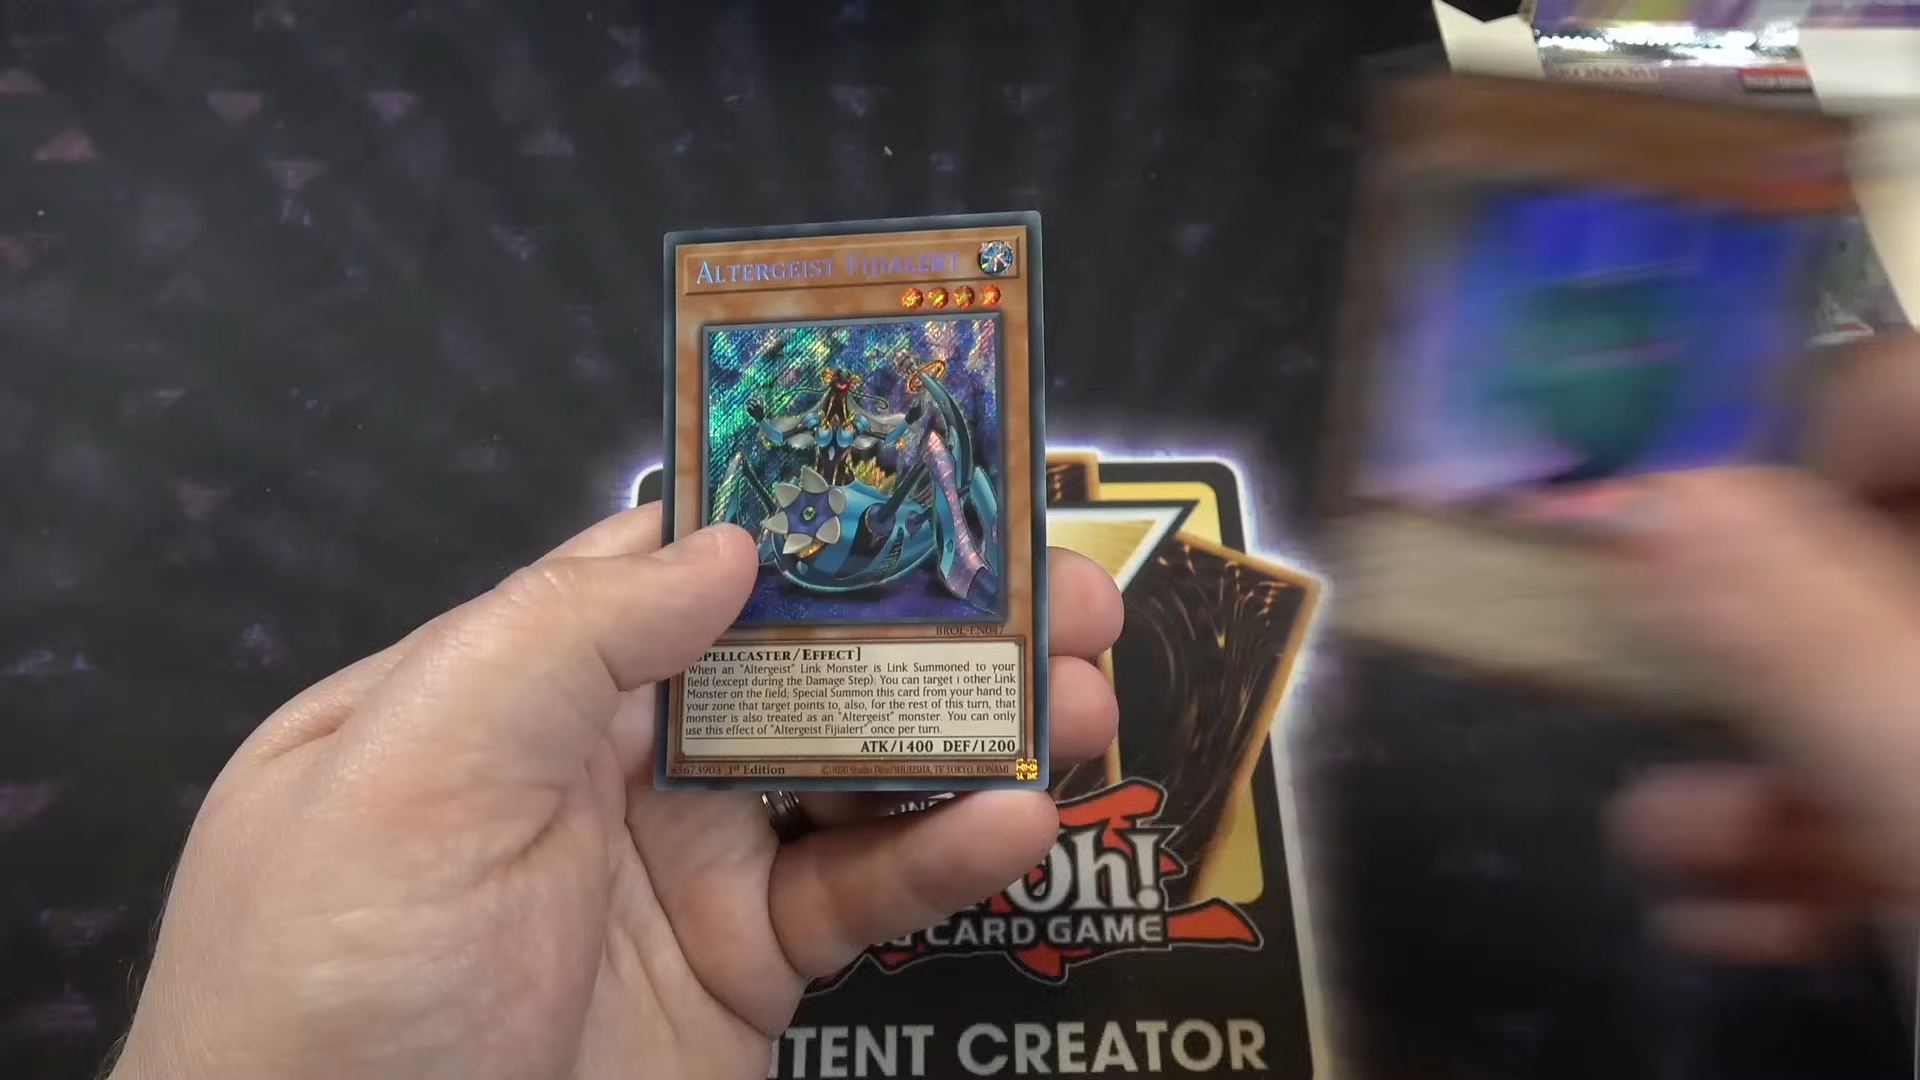 KONAMI
ALTERGEIST FIJIALERT
BROL-EN047
SPELLCASTER/EFFECT]
When an "Altergeist" Link Monster is Link Summoned to your
field (except during the Damage Step): You can target 1 other Link
Monster on the field; Special Summon this card from your hand to
your zone that target points to, also, for the rest of this turn, that
monster is also treated as an "Altergeist" monster. You can only
use this effect of "Altergeist Fijialert" once per turn.
ATK/1400 DEF/1200
85673903 1st Edition ©2020 Studio Dice/SHUEISHA, TV TOKYO, KONAMI
Oh!
CARD GAME
TENT CREATOR